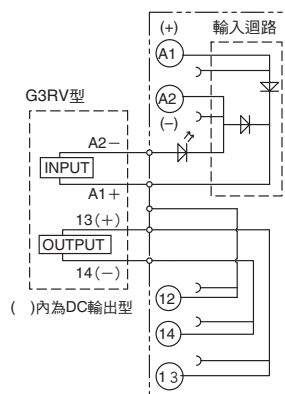 (+)
輸入迴路
A1
G3RV型
A2
(−)
A2−
INPUT
A1+
13(+)
OUTPUT
14(−)
12
( )內為DC輸出型
14
13